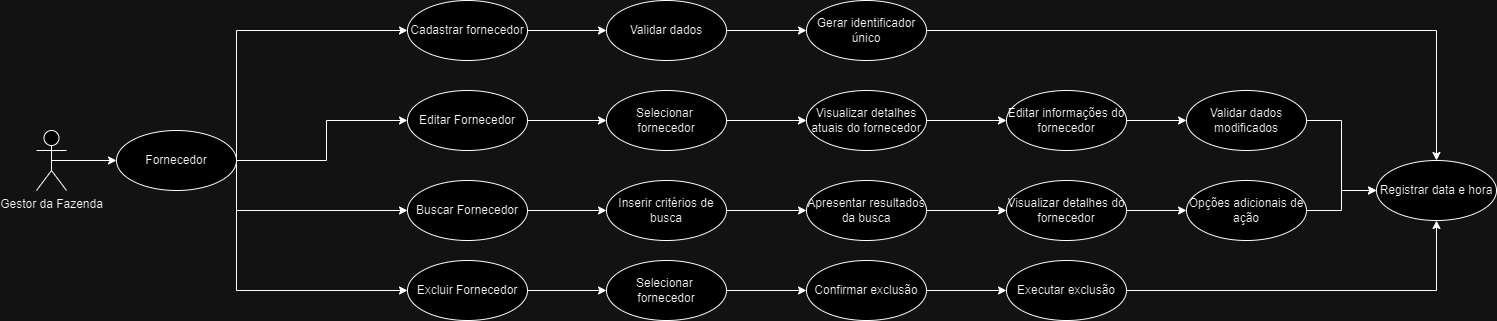 Cadastrar fornecedor
Validar dados
Gerar identificador
único
Editar Fornecedor
Selecionar
fornecedor
Visualizar detalhes
atuais do fornecedor
Editar informações do
fornecedor
Validar dados
modificados
Gestor da Fazenda
Fornecedor
Registrar data e hora
Buscar Fornecedor
Inserir critérios de
busca
Apresentar resultados
da busca
Visualizar detalhes do
fornecedor
Opções adicionais de
ação
Excluir Fornecedor
Selecionar
fornecedor
Confirmar exclusão
Executar exclusão